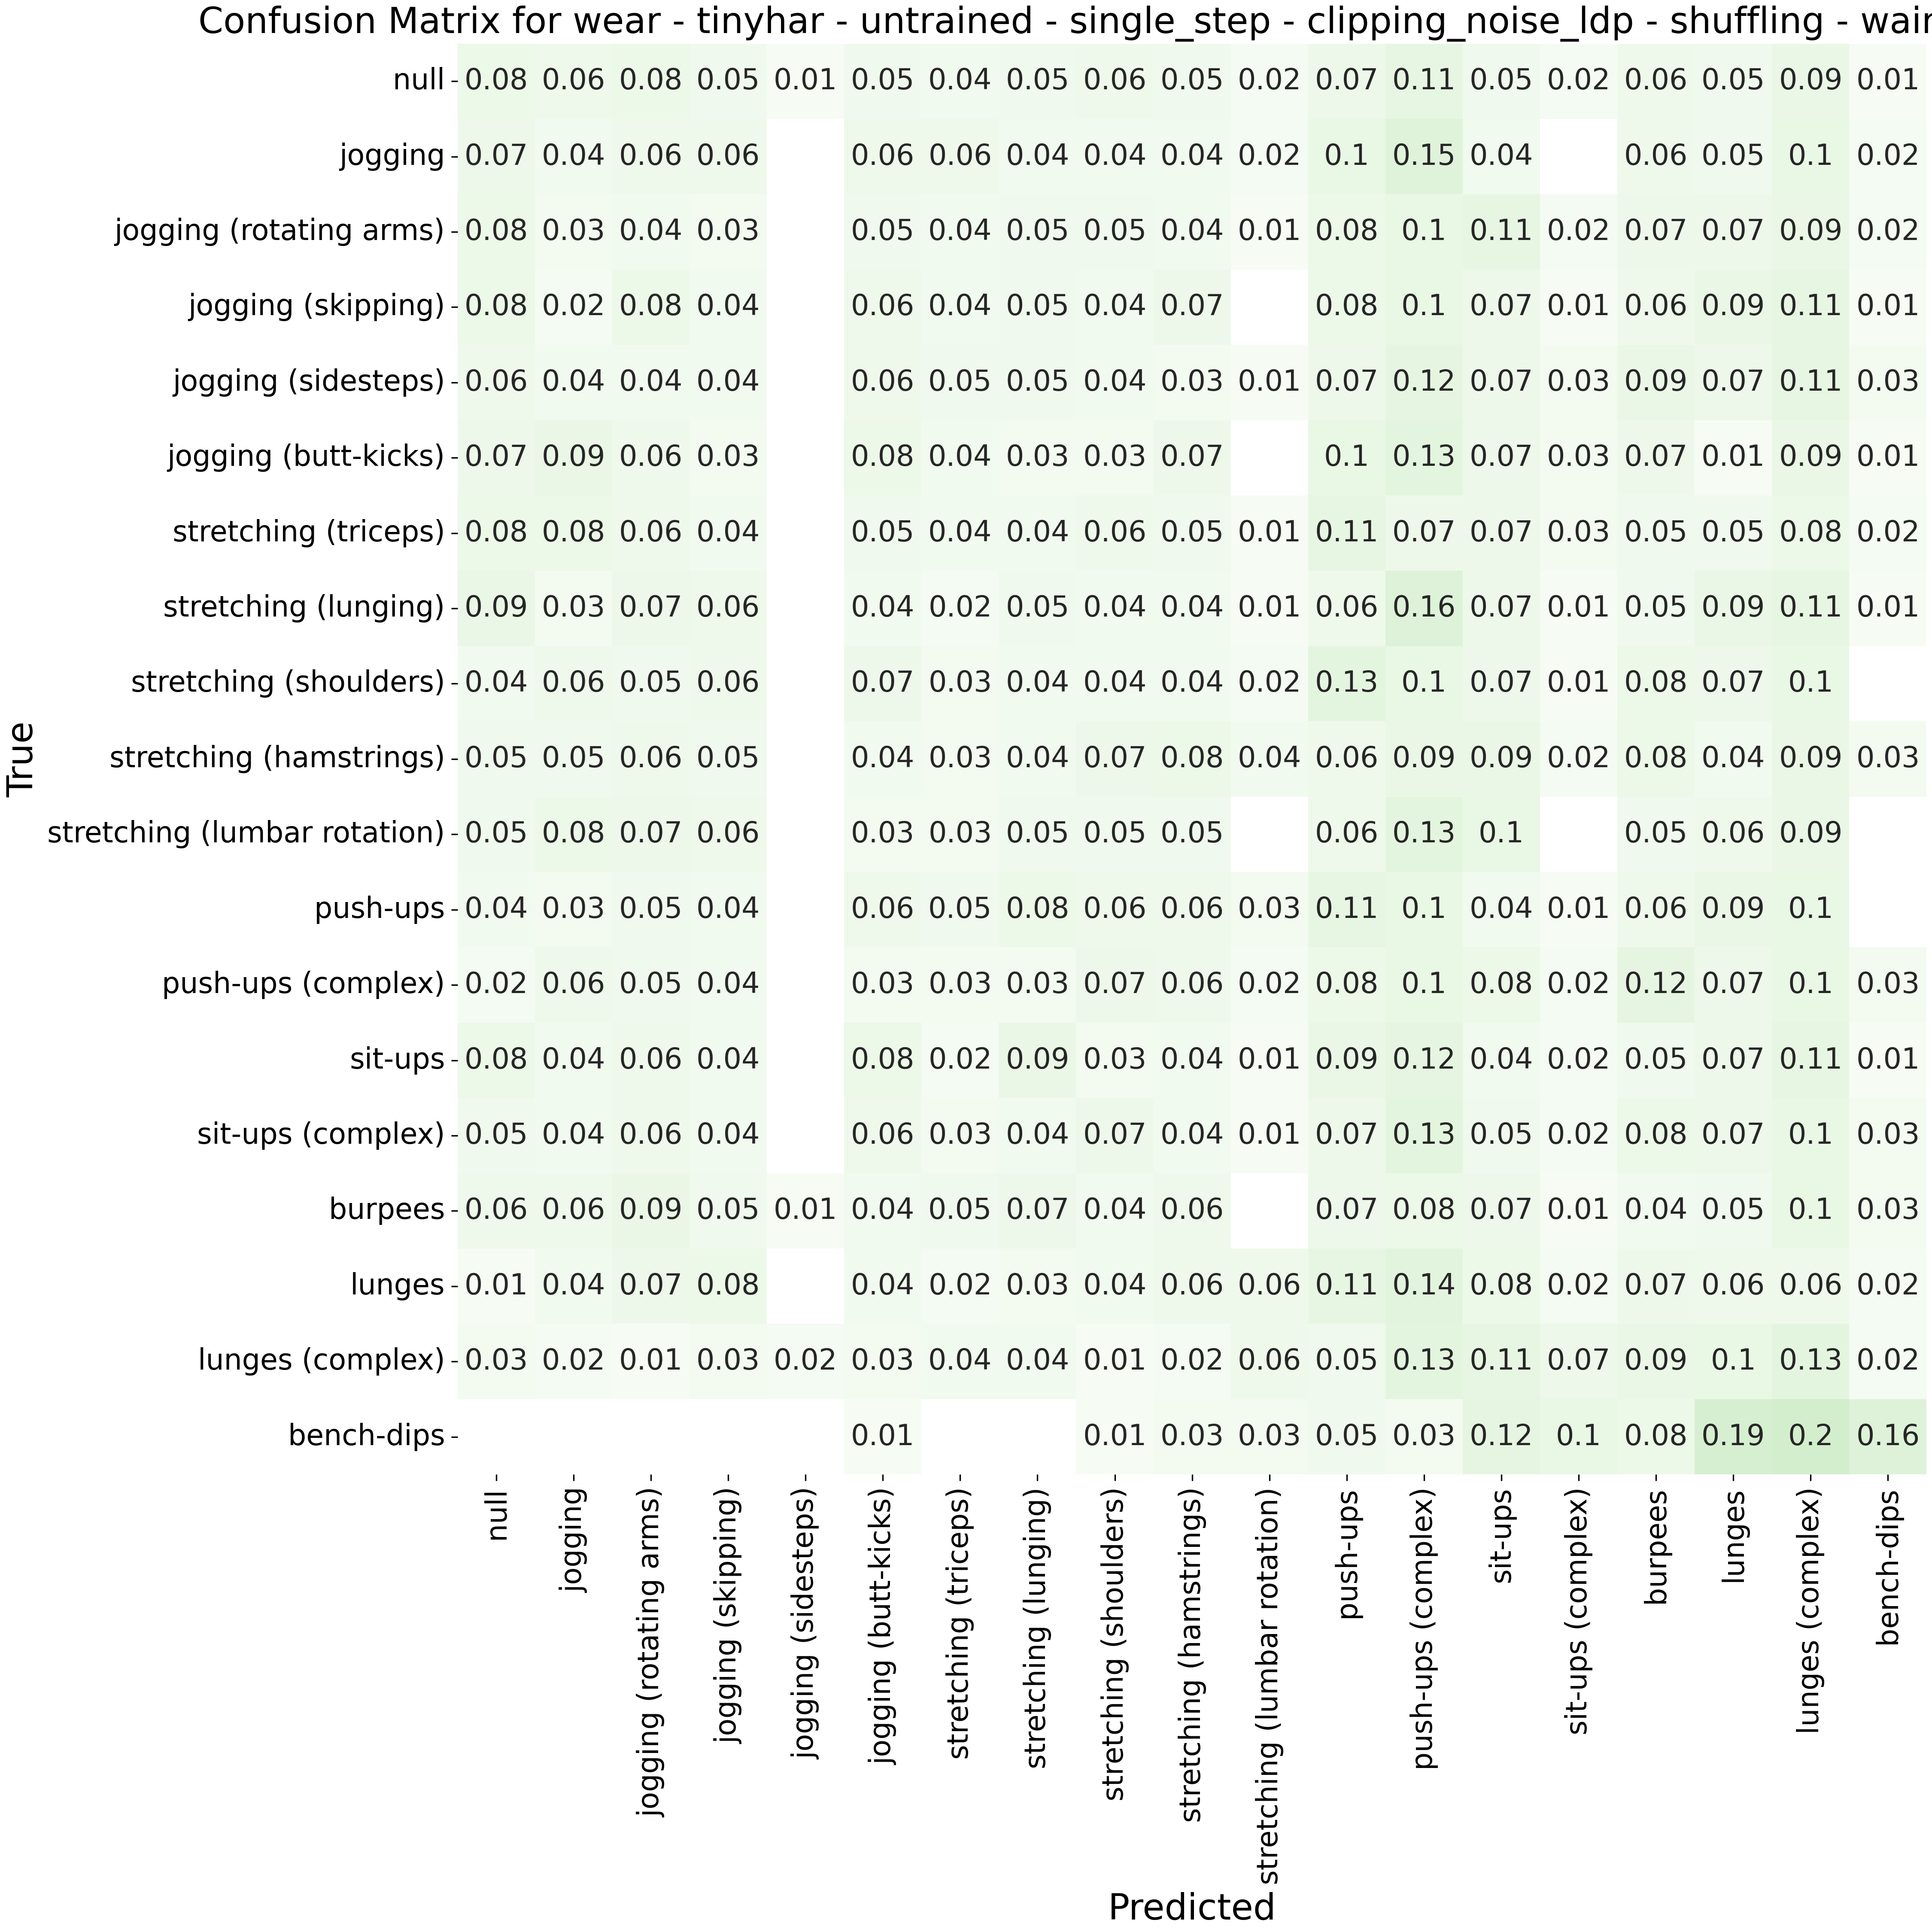 Confusion Matrix for wear - tinyhar - untrained - single_step - clipping_noise_ldp - shuffling -
null 0.08 0.06 0.08 0.05 0.01 0.05 0.04 0.05 0.06 0.05 0.02 0.07 0.11 0.05 0.02 0.06 0.05 0.09 0.01
jogging 0.07 0.04 0.06 0.06 0.06 0.06 0.04 0.04 0.04 0.02 0.1 0.15 0.04 0.06 0.05 0.1 0.02
jogging (rotating arms) 0.08 0.03 0.04 0.03 0.05 0.04 0.05 0.05 0.04 0.01 0.08 0.1 0.11 0.02 0.07 0.07 0.09 0.02
jogging (skipping) 0.08 0.02 0.08 0.04 0.06 0.04 0.05 0.04 0.07 0.08 0.1 0.07 0.01 0.06 0.09 0.11 0.01
jogging (sidesteps) 0.06 0.04 0.04 0.04 0.06 0.05 0.05 0.04 0.03 0.01 0.07 0.12 0.07 0.03 0.09 0.07 0.11 0.03
jogging (butt-kicks) 0.07 0.09 0.06 0.03 0.08 0.04 0.03 0.03 0.07 0.1 0.13 0.07 0.03 0.07 0.01 0.09 0.01
stretching (triceps) 0.08 0.08 0.06 0.04 0.05 0.04 0.04 0.06 0.05 0.01 0.11 0.07 0.07 0.03 0.05 0.05 0.08 0.02
stretching (lunging) 0.09 0.03 0.07 0.06 0.04 0.02 0.05 0.04 0.04 0.01 0.06 0.16 0.07 0.01 0.05 0.09 0.11 0.01
stretching (shoulders) 0.04 0.06 0.05 0.06 0.07 0.03 0.04 0.04 0.04 0.02 0.13 0.1 0.07 0.01 0.08 0.07 0.1
stretching (hamstrings) 0.05 0.05 0.06 0.05 0.04 0.03 0.04 0.07 0.08 0.04 0.06 0.09 0.09 0.02 0.08 0.04 0.09 0.03
stretching (lumbar rotation) 0.05 0.08 0.07 0.06 0.03 0.03 0.05 0.05 0.05 0.06 0.13 0.1 0.05 0.06 0.09
push-ups 0.04 0.03 0.05 0.04 0.06 0.05 0.08 0.06 0.06 0.03 0.11 0.1 0.04 0.01 0.06 0.09 0.1
push-ups (complex) 0.02 0.06 0.05 0.04 0.03 0.03 0.03 0.07 0.06 0.02 0.08 0.1 0.08 0.02 0.12 0.07 0.1 0.03
sit-ups 0.08 0.04 0.06 0.04 0.08 0.02 0.09 0.03 0.04 0.01 0.09 0.12 0.04 0.02 0.05 0.07 0.11 0.01
sit-ups (complex) 0.05 0.04 0.06 0.04 0.06 0.03 0.04 0.07 0.04 0.01 0.07 0.13 0.05 0.02 0.08 0.07 0.1 0.03
burpees 0.06 0.06 0.09 0.05 0.01 0.04 0.05 0.07 0.04 0.06 0.07 0.08 0.07 0.01 0.04 0.05 0.1 0.03
lunges 0.01 0.04 0.07 0.08 0.04 0.02 0.03 0.04 0.06 0.06 0.11 0.14 0.08 0.02 0.07 0.06 0.06 0.02
lunges (complex) 0.03 0.02 0.01 0.03 0.02 0.03 0.04 0.04 0.01 0.02 0.06 0.05 0.13 0.11 0.07 0.09 0.1 0.13 0.02
bench-dips 0.01 0.01 0.03 0.03 0.05 0.03 0.12 0.1 0.08 0.19 0.2 0.16
True
null
jogging
jogging (rotating arms)
jogging (skipping)
jogging (sidesteps)
jogging (butt-kicks)
stretching (triceps)
stretching (lunging)
stretching (shoulders)
stretching (hamstrings)
stretching (lumbar rotation)
push-ups
push-ups (complex)
sit-ups
sit-ups (complex)
burpees
lunges
lunges (complex)
bench-dips
Predicted